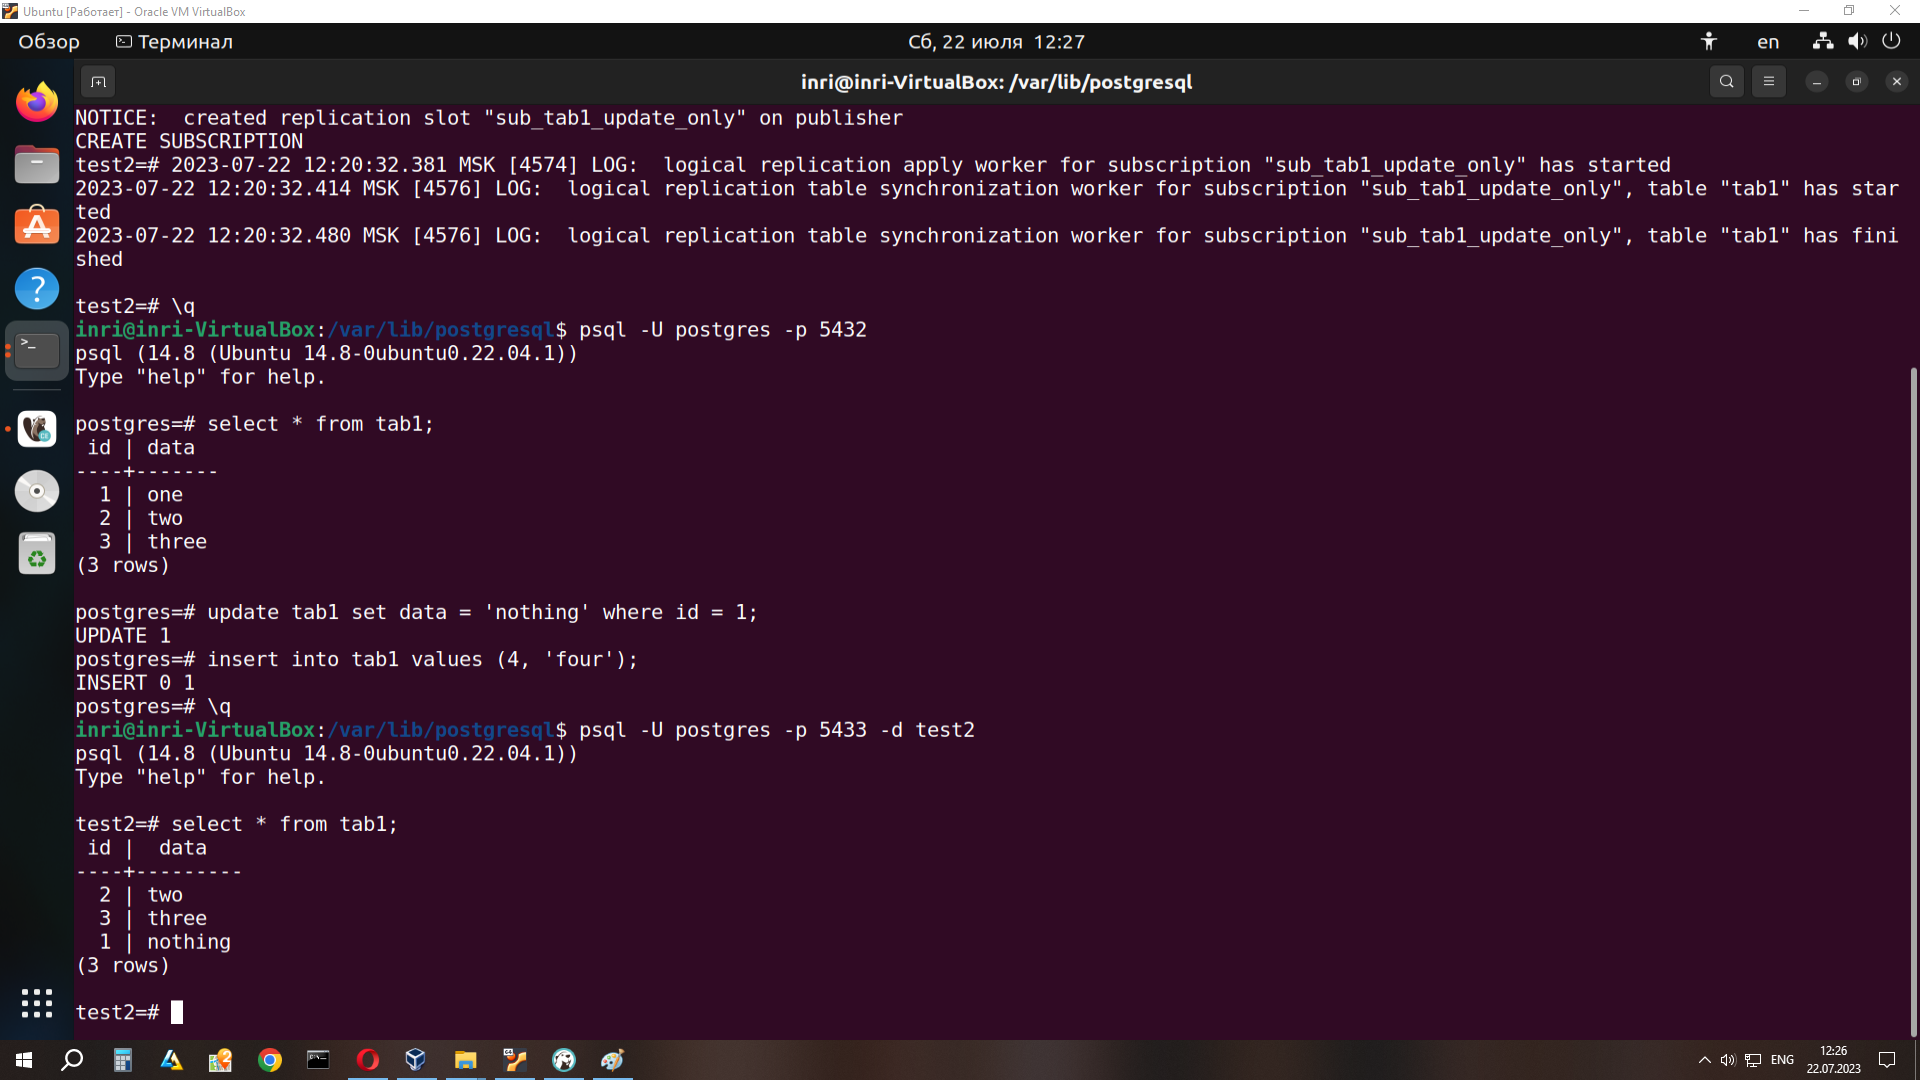 Ubuntu [Работает] - Oracle VM VirtualBox
Обзор
Терминал
Сб, 22 июля 12:27
en
inri@inri-VirtualBox: /var/lib/postgresql
NOTICE:  created replication slot "sub_tab1_update_only" on publisher
CREATE SUBSCRIPTION
test2=# 2023-07-22 12:20:32.381 MSK [4574] LOG:  logical replication apply worker for subscription "sub_tab1_update_only" has started
2023-07-22 12:20:32.414 MSK [4576] LOG:  logical replication table synchronization worker for subscription "sub_tab1_update_only", table "tab1" has star
ted
2023-07-22 12:20:32.480 MSK [4576] LOG:  logical replication table synchronization worker for subscription "sub_tab1_update_only", table "tab1" has fini
shed
test2=# \q
inri@inri-VirtualBox:/var/lib/postgresql$ psql -U postgres -p 5432
psql (14.8 (Ubuntu 14.8-0ubuntu0.22.04.1))
Type "help" for help.
postgres=# select * from tab1;
 id | data
----+-------
  1 | one
  2 | two
  3 | three
(3 rows)
postgres=# update tab1 set data = 'nothing' where id = 1;
UPDATE 1
postgres=# insert into tab1 values (4, 'four');
INSERT 0 1
postgres=# \q
inri@inri-VirtualBox:/var/lib/postgresql$ psql -U postgres -p 5433 -d test2
psql (14.8 (Ubuntu 14.8-0ubuntu0.22.04.1))
Type "help" for help.
test2=# select * from tab1;
 id |  data
----+---------
  2 | two
  3 | three
  1 | nothing
(3 rows)
test2=#
ENG
12:26
22.07.2023